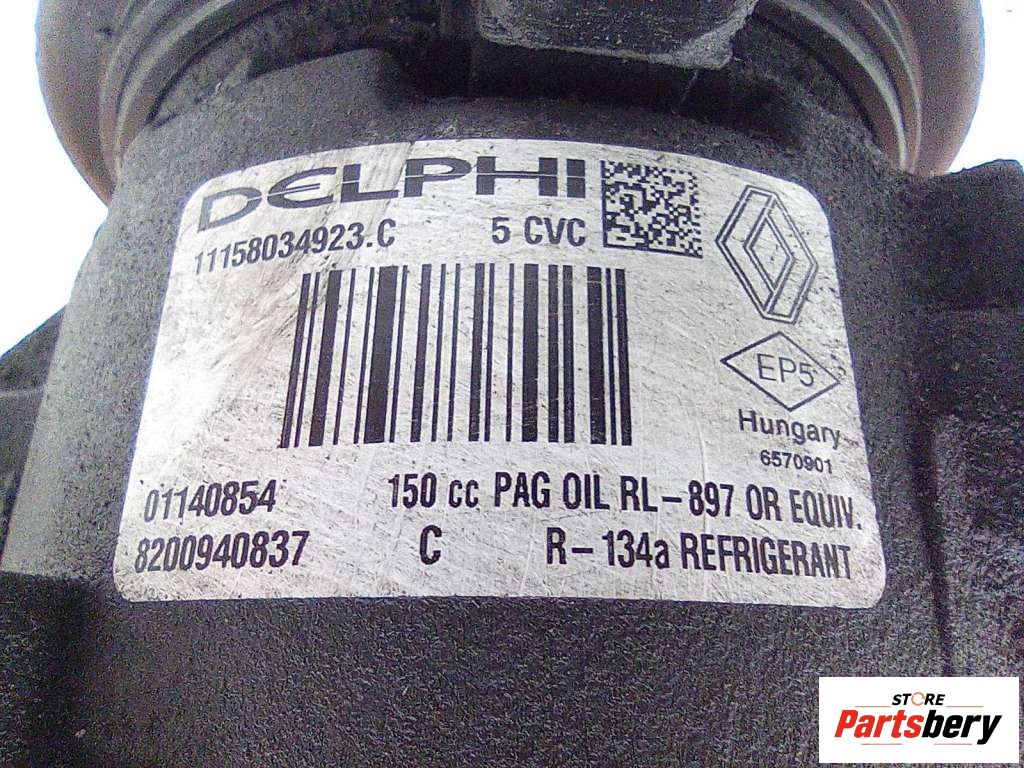 DELPHI
11158034923.C 5 CVC
EP5
Hungary
6570901
01140854 150 cc PAG OIL RL-897 OR EQUIV.
8200940837 C R-134a REFRIGERANT
STORE
Partsbery